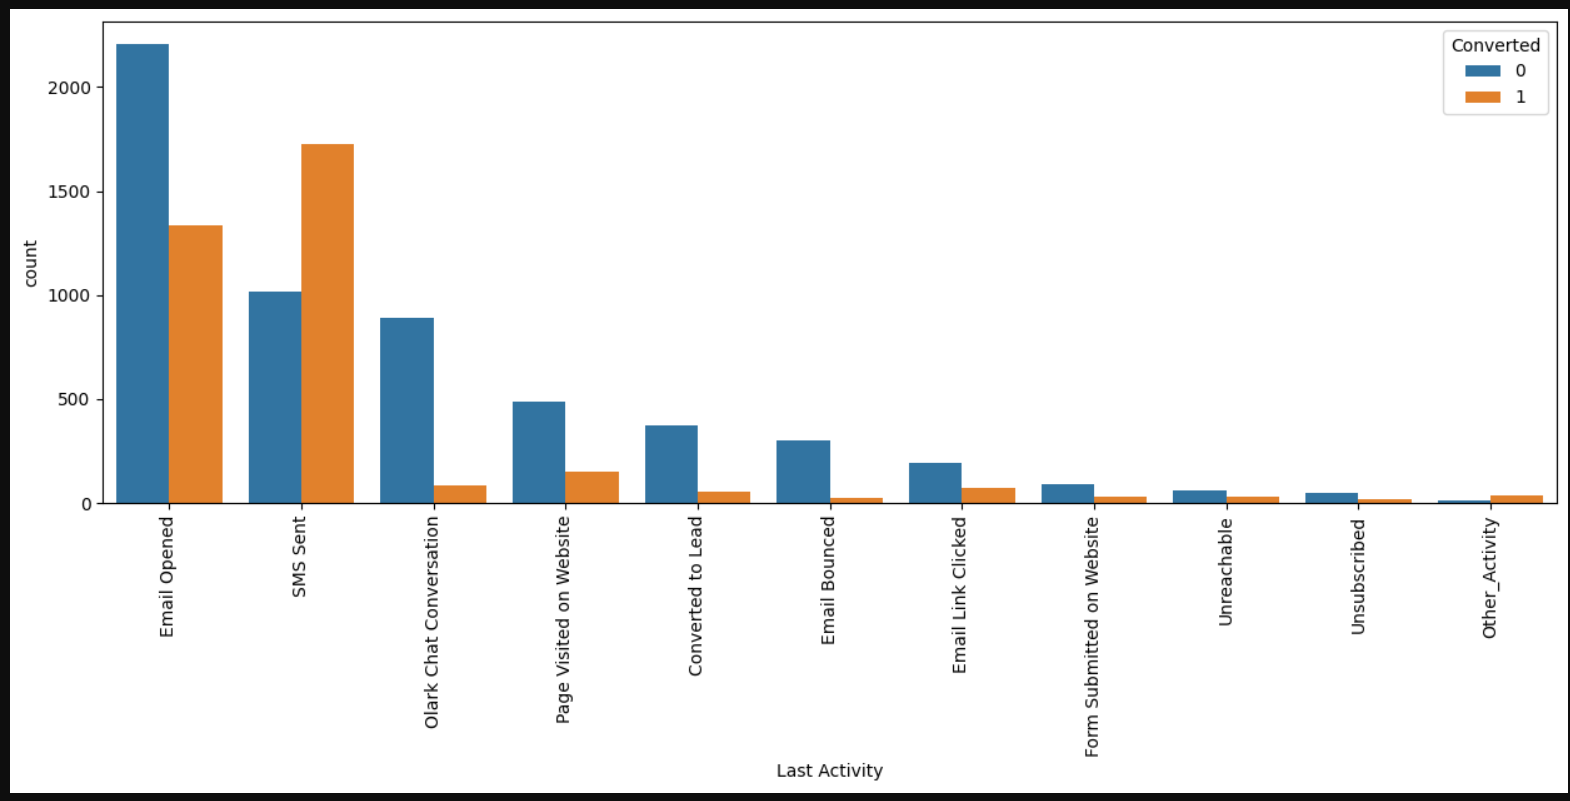 Converted
0
1
2000
1500
1000
500
0
count
Email Opened
SMS Sent
Olark Chat Conversation
Page Visited on Website
Converted to Lead
Email Bounced
Email Link Clicked
Form Submitted on Website
Unreachable
Unsubscribed
Other_Activity
Last Activity